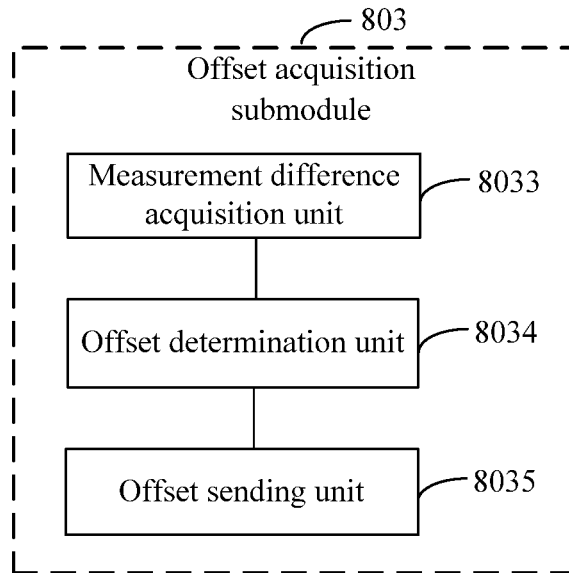 803
Offset acquisition
submodule
Measurement difference
acquisition unit
8033
Offset determination unit
8034
Offset sending unit
8035